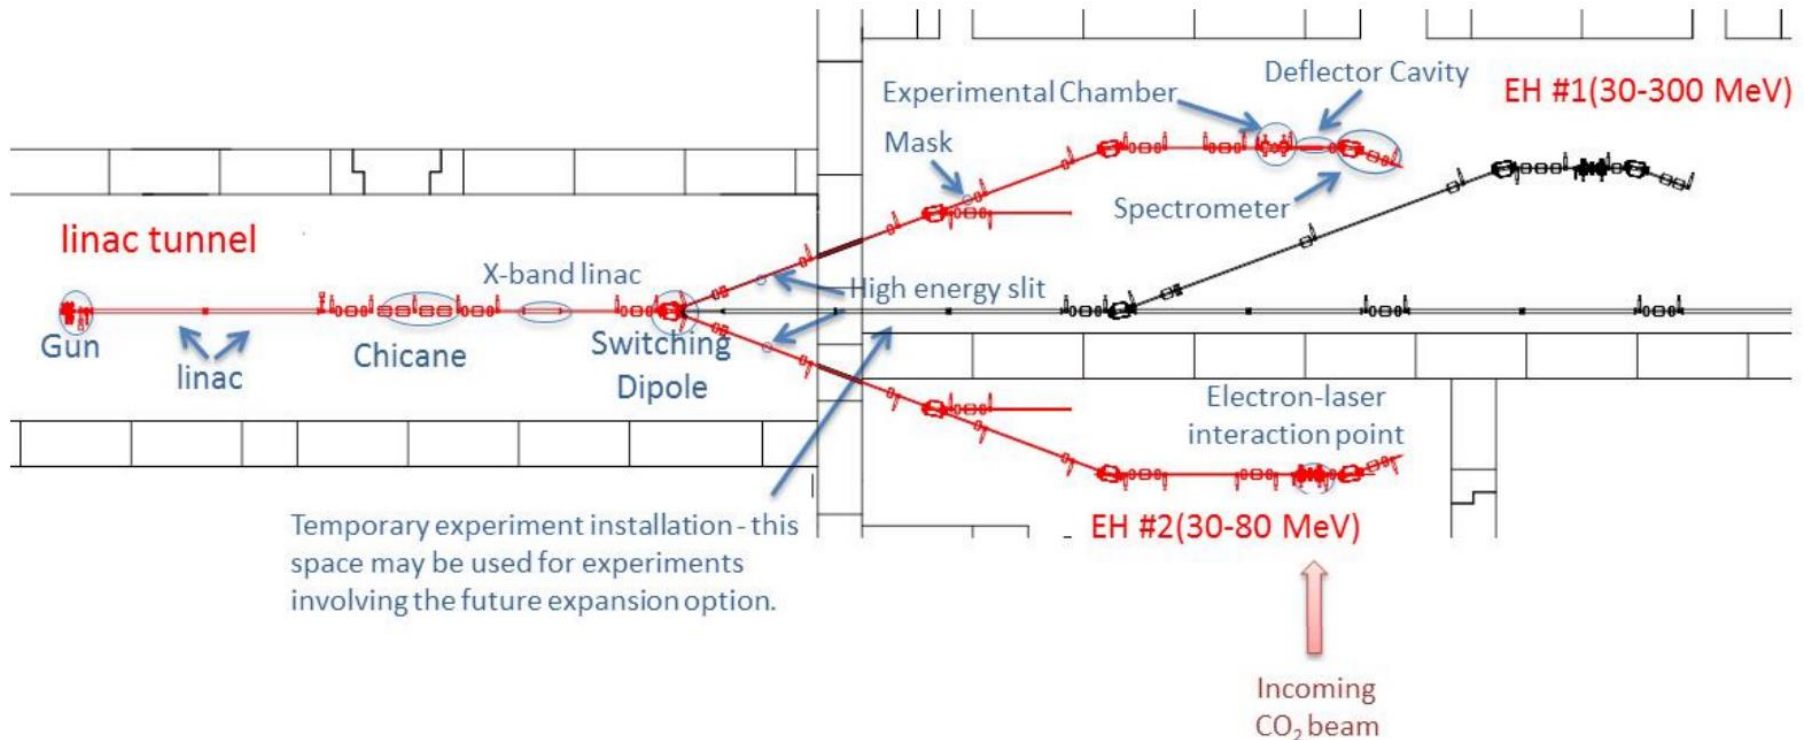 Deflector Cavity
EH #1(30-300 MeV)
Experimental Chamber
Mask
Spectrometer
linac tunnel
X-band linac
High energy slit
Gun
linac
Chicane
Switching
Dipole
Electron-laser
interaction point
Temporary experiment installation - this
space may be used for experiments
involving the future expansion option.
EH #2(30-80 MeV)
Incoming
CO₂ beam